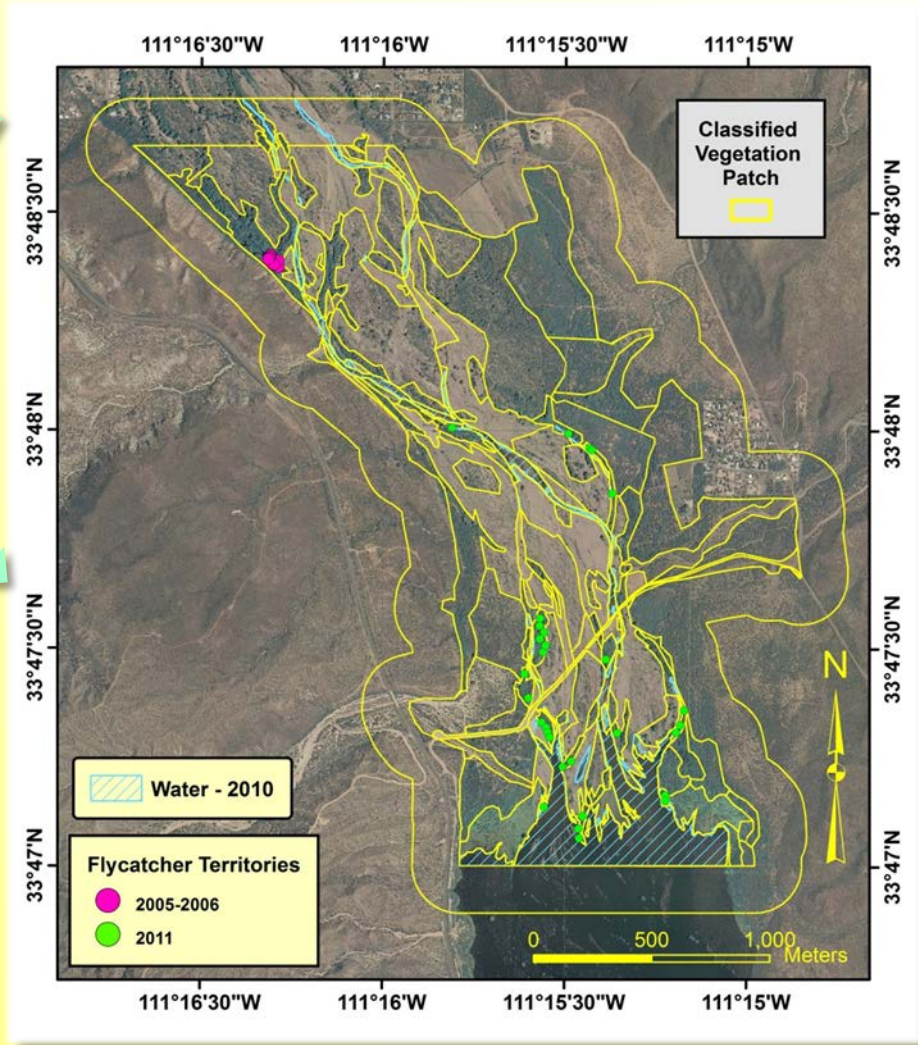 111°16'30"W 111°16'W 111°15'30"W 111°15'W
Classified
Vegetation
Patch
33°48'30"N
33°48'30"N
33°48'N
33°48'N
33°47'30"N
33°47'30"N
N
Water - 2010
Flycatcher Territories
2005-2006
2011
33°47'N
33°47'N
0 500 1,000
Meters
111°16'30"W 111°16'W 111°15'30"W 111°15'W